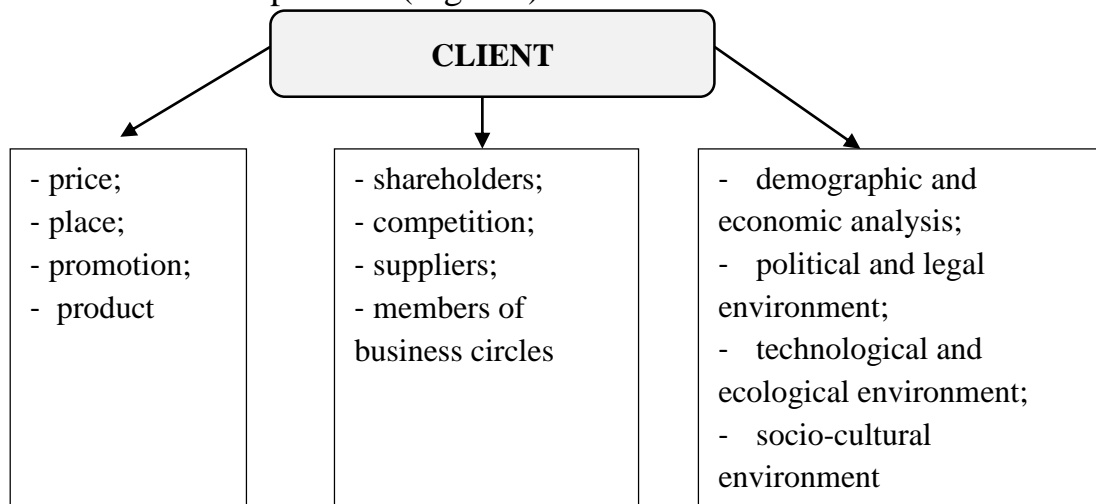 CLIENT
- price;
- place;
- promotion;
- product
- shareholders;
- competition;
- suppliers;
- members of
business circles
- demographic and
economic analysis;
- political and legal
environment;
- technological and
ecological environment;
- socio-cultural
environment